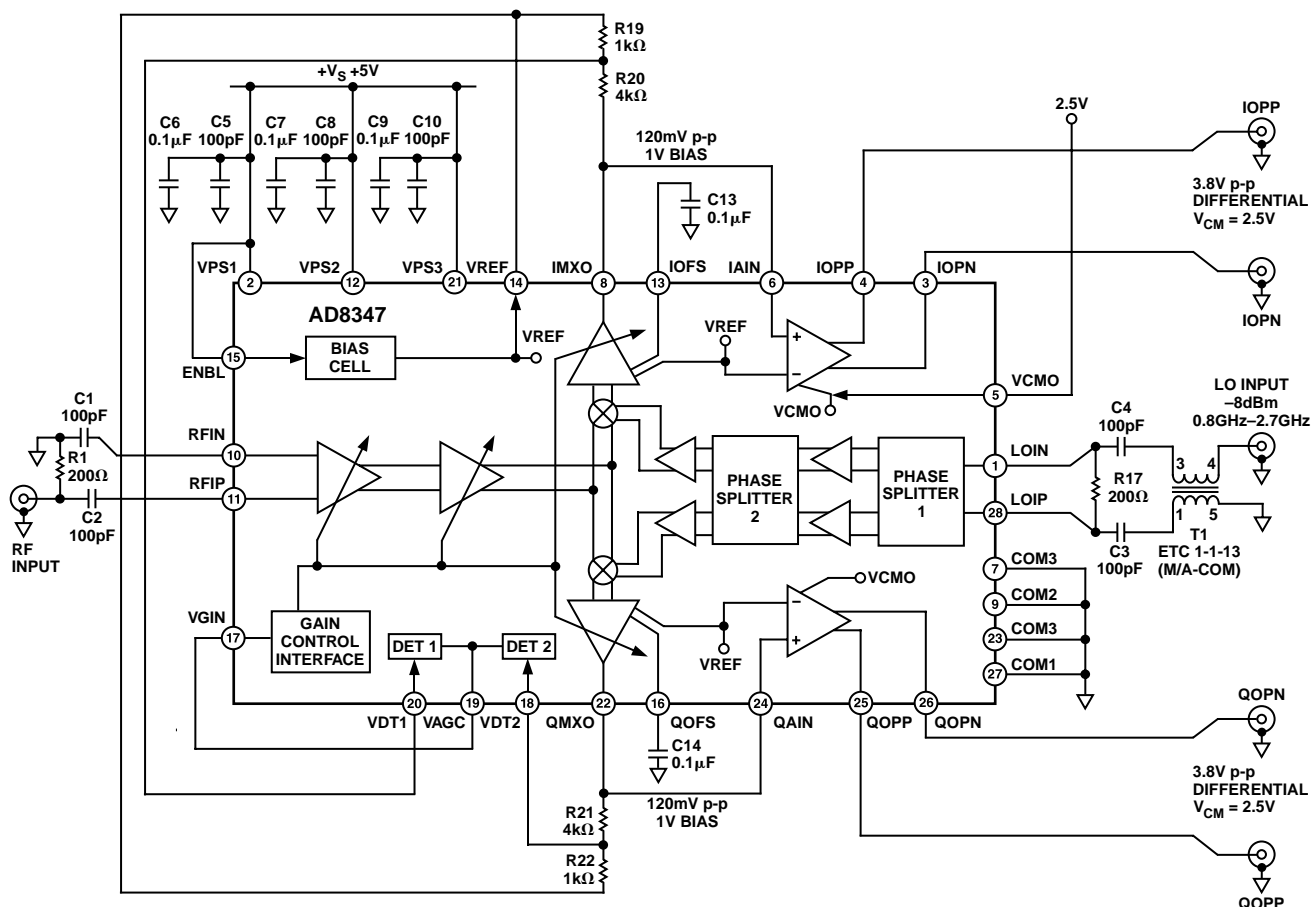 R19
1kΩ
+VS +5V
R20
4kΩ
C6
0.1µF
C5
100pF
C7
0.1µF
C8
100pF
C9
0.1µF
C10
100pF
120mV p-p
1V BIAS
2.5V
IOPP
C13
0.1µF
3.8V p-p
DIFFERENTIAL
VCM = 2.5V
VPS1
VPS2
VPS3
VREF
IMXO
IOFS
IAIN
IOPP
IOPN
2
12
21
14
8
13
6
4
3
IOPN
AD8347
VREF
VREF
15
ENBL
BIAS
CELL
+
–
VCMO
5
VCMO
LO INPUT
–8dBm
0.8GHz–2.7GHz
C1
100pF
C4
100pF
RFIN
10
R1
200Ω
RFIP
11
C2
100pF
RF
INPUT
PHASE
SPLITTER
2
PHASE
SPLITTER
1
1
LOIN
28
LOIP
R17
200Ω
3
4
1
5
C3
100pF
T1
ETC 1-1-13
(M/A-COM)
7
COM3
9
COM2
23
COM3
27
COM1
VGIN
17
GAIN
CONTROL
INTERFACE
DET 1
DET 2
VCMO
–
+
VREF
20
19
18
22
16
24
25
26
VDT1
VAGC
VDT2
QMXO
QOFS
QAIN
QOPP
QOPN
QOPN
C14
0.1µF
3.8V p-p
DIFFERENTIAL
VCM = 2.5V
120mV p-p
1V BIAS
R21
4kΩ
R22
1kΩ
QOPP